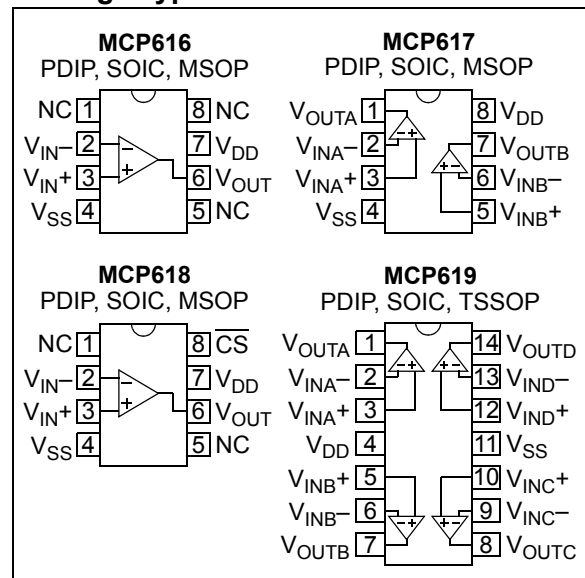 MCP616
PDIP, SOIC, MSOP
NC 1 8 NC
VIN– 2 7 VDD
VIN+ 3 6 VOUT
VSS 4 5 NC
MCP617
PDIP, SOIC, MSOP
VOUTA 1 8 VDD
VINA– 2 7 VOUTB
VINA+ 3 6 VINB–
VSS 4 5 VINB+
MCP618
PDIP, SOIC, MSOP
NC 1 8 C̅S̅
VIN– 2 7 VDD
VIN+ 3 6 VOUT
VSS 4 5 NC
MCP619
PDIP, SOIC, TSSOP
VOUTA 1 14 VOUTD
VINA– 2 13 VIND–
VINA+ 3 12 VIND+
VDD 4 11 VSS
VINB+ 5 10 VINC+
VINB– 6 9 VINC–
VOUTB 7 8 VOUTC